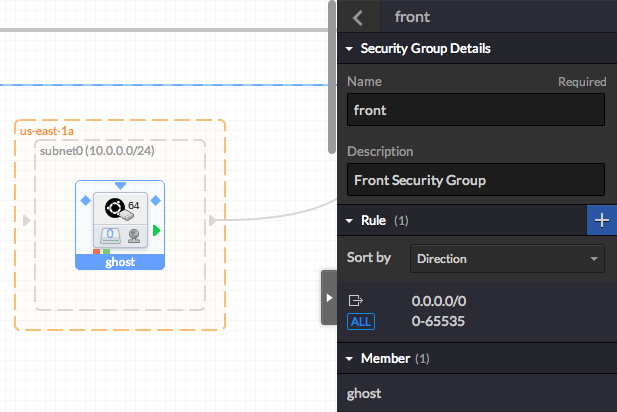 us-east-1a
subnet0 (10.0.0.0/24)
64
0
ghost
front
Security Group Details
Name Required
front
Description
Front Security Group
Rule (1) +
Sort by Direction
0.0.0.0/0
ALL 0-65535
Member (1)
ghost